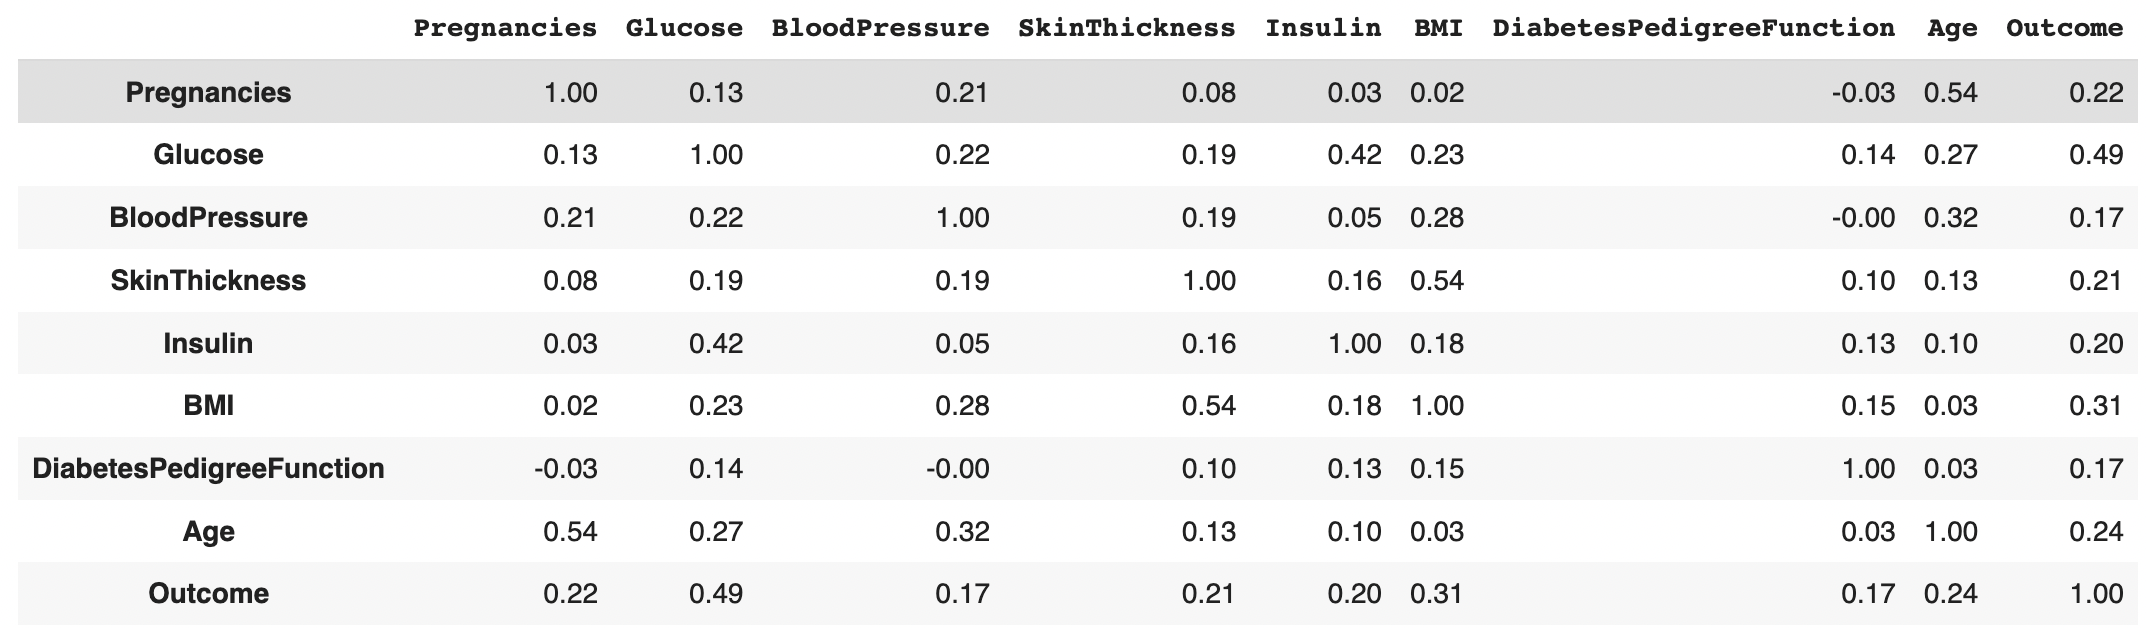 Pregnancies Glucose BloodPressure SkinThickness Insulin BMI DiabetesPedigreeFunction Age Outcome
Pregnancies 1.00 0.13 0.21 0.08 0.03 0.02 -0.03 0.54 0.22
Glucose 0.13 1.00 0.22 0.19 0.42 0.23 0.14 0.27 0.49
BloodPressure 0.21 0.22 1.00 0.19 0.05 0.28 -0.00 0.32 0.17
SkinThickness 0.08 0.19 0.19 1.00 0.16 0.54 0.10 0.13 0.21
Insulin 0.03 0.42 0.05 0.16 1.00 0.18 0.13 0.10 0.20
BMI 0.02 0.23 0.28 0.54 0.18 1.00 0.15 0.03 0.31
DiabetesPedigreeFunction -0.03 0.14 -0.00 0.10 0.13 0.15 1.00 0.03 0.17
Age 0.54 0.27 0.32 0.13 0.10 0.03 0.03 1.00 0.24
Outcome 0.22 0.49 0.17 0.21 0.20 0.31 0.17 0.24 1.00